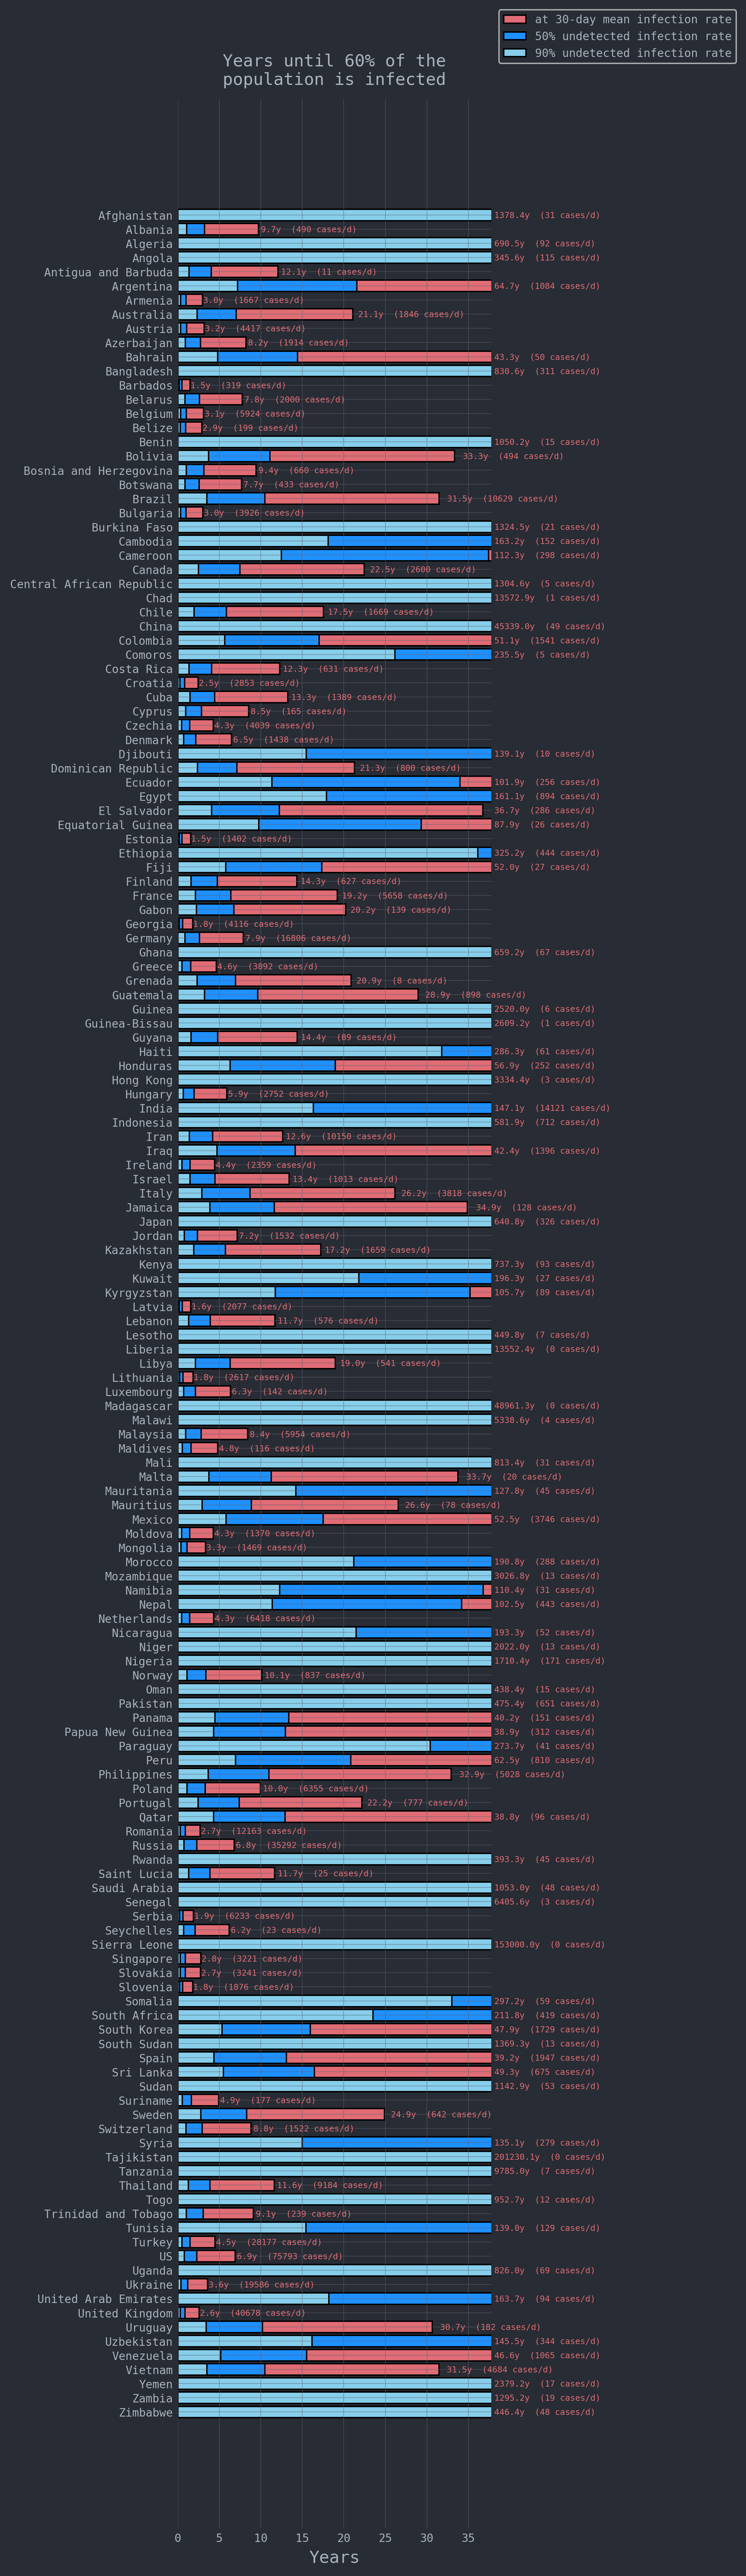 at 30-day mean infection rate
50% undetected infection rate
90% undetected infection rate
Years until 60% of the
population is infected
Afghanistan 1378.4y (31 cases/d)
Albania 9.7y (490 cases/d)
Algeria 690.5y (92 cases/d)
Angola 345.6y (115 cases/d)
Antigua and Barbuda 12.1y (11 cases/d)
Argentina 64.7y (1084 cases/d)
Armenia 3.0y (1667 cases/d)
Australia 21.1y (1846 cases/d)
Austria 3.2y (4417 cases/d)
Azerbaijan 8.2y (1914 cases/d)
Bahrain 43.3y (50 cases/d)
Bangladesh 830.6y (311 cases/d)
Barbados 1.5y (319 cases/d)
Belarus 7.8y (2000 cases/d)
Belgium 3.1y (5924 cases/d)
Belize 2.9y (199 cases/d)
Benin 1050.2y (15 cases/d)
Bolivia 33.3y (494 cases/d)
Bosnia and Herzegovina 9.4y (660 cases/d)
Botswana 7.7y (433 cases/d)
Brazil 31.5y (10629 cases/d)
Bulgaria 3.0y (3926 cases/d)
Burkina Faso 1324.5y (21 cases/d)
Cambodia 163.2y (152 cases/d)
Cameroon 112.3y (298 cases/d)
Canada 22.5y (2600 cases/d)
Central African Republic 1304.6y (5 cases/d)
Chad 13572.9y (1 cases/d)
Chile 17.5y (1669 cases/d)
China 45339.0y (49 cases/d)
Colombia 51.1y (1541 cases/d)
Comoros 235.5y (5 cases/d)
Costa Rica 12.3y (631 cases/d)
Croatia 2.5y (2853 cases/d)
Cuba 13.3y (1389 cases/d)
Cyprus 8.5y (165 cases/d)
Czechia 4.3y (4039 cases/d)
Denmark 6.5y (1438 cases/d)
Djibouti 139.1y (10 cases/d)
Dominican Republic 21.3y (800 cases/d)
Ecuador 101.9y (256 cases/d)
Egypt 161.1y (894 cases/d)
El Salvador 36.7y (286 cases/d)
Equatorial Guinea 87.9y (26 cases/d)
Estonia 1.5y (1402 cases/d)
Ethiopia 325.2y (444 cases/d)
Fiji 52.0y (27 cases/d)
Finland 14.3y (627 cases/d)
France 19.2y (5658 cases/d)
Gabon 20.2y (139 cases/d)
Georgia 1.8y (4116 cases/d)
Germany 7.9y (16806 cases/d)
Ghana 659.2y (67 cases/d)
Greece 4.6y (3892 cases/d)
Grenada 20.9y (8 cases/d)
Guatemala 28.9y (898 cases/d)
Guinea 2520.0y (6 cases/d)
Guinea-Bissau 2609.2y (1 cases/d)
Guyana 14.4y (89 cases/d)
Haiti 286.3y (61 cases/d)
Honduras 56.9y (252 cases/d)
Hong Kong 3334.4y (3 cases/d)
Hungary 5.9y (2752 cases/d)
India 147.1y (14121 cases/d)
Indonesia 581.9y (712 cases/d)
Iran 12.6y (10150 cases/d)
Iraq 42.4y (1396 cases/d)
Ireland 4.4y (2359 cases/d)
Israel 13.4y (1013 cases/d)
Italy 26.2y (3818 cases/d)
Jamaica 34.9y (128 cases/d)
Japan 640.8y (326 cases/d)
Jordan 7.2y (1532 cases/d)
Kazakhstan 17.2y (1659 cases/d)
Kenya 737.3y (93 cases/d)
Kuwait 196.3y (27 cases/d)
Kyrgyzstan 105.7y (89 cases/d)
Latvia 1.6y (2077 cases/d)
Lebanon 11.7y (576 cases/d)
Lesotho 449.8y (7 cases/d)
Liberia 13552.4y (0 cases/d)
Libya 19.0y (541 cases/d)
Lithuania 1.8y (2617 cases/d)
Luxembourg 6.3y (142 cases/d)
Madagascar 48961.3y (0 cases/d)
Malawi 5338.6y (4 cases/d)
Malaysia 8.4y (5954 cases/d)
Maldives 4.8y (116 cases/d)
Mali 813.4y (31 cases/d)
Malta 33.7y (20 cases/d)
Mauritania 127.8y (45 cases/d)
Mauritius 26.6y (78 cases/d)
Mexico 52.5y (3746 cases/d)
Moldova 4.3y (1370 cases/d)
Mongolia 3.3y (1469 cases/d)
Morocco 190.8y (288 cases/d)
Mozambique 3026.8y (13 cases/d)
Namibia 110.4y (31 cases/d)
Nepal 102.5y (443 cases/d)
Netherlands 4.3y (6418 cases/d)
Nicaragua 193.3y (52 cases/d)
Niger 2022.0y (13 cases/d)
Nigeria 1710.4y (171 cases/d)
Norway 10.1y (837 cases/d)
Oman 438.4y (15 cases/d)
Pakistan 475.4y (651 cases/d)
Panama 40.2y (151 cases/d)
Papua New Guinea 38.9y (312 cases/d)
Paraguay 273.7y (41 cases/d)
Peru 62.5y (810 cases/d)
Philippines 32.9y (5028 cases/d)
Poland 10.0y (6355 cases/d)
Portugal 22.2y (777 cases/d)
Qatar 38.8y (96 cases/d)
Romania 2.7y (12163 cases/d)
Russia 6.8y (35292 cases/d)
Rwanda 393.3y (45 cases/d)
Saint Lucia 11.7y (25 cases/d)
Saudi Arabia 1053.0y (48 cases/d)
Senegal 6405.6y (3 cases/d)
Serbia 1.9y (6233 cases/d)
Seychelles 6.2y (23 cases/d)
Sierra Leone 153000.0y (0 cases/d)
Singapore 2.8y (3221 cases/d)
Slovakia 2.7y (3241 cases/d)
Slovenia 1.8y (1876 cases/d)
Somalia 297.2y (59 cases/d)
South Africa 211.8y (419 cases/d)
South Korea 47.9y (1729 cases/d)
South Sudan 1369.3y (13 cases/d)
Spain 39.2y (1947 cases/d)
Sri Lanka 49.3y (675 cases/d)
Sudan 1142.9y (53 cases/d)
Suriname 4.9y (177 cases/d)
Sweden 24.9y (642 cases/d)
Switzerland 8.8y (1522 cases/d)
Syria 135.1y (279 cases/d)
Tajikistan 201230.1y (0 cases/d)
Tanzania 9785.0y (7 cases/d)
Thailand 11.6y (9184 cases/d)
Togo 952.7y (12 cases/d)
Trinidad and Tobago 9.1y (239 cases/d)
Tunisia 139.0y (129 cases/d)
Turkey 4.5y (28177 cases/d)
US 6.9y (75793 cases/d)
Uganda 826.0y (69 cases/d)
Ukraine 3.6y (19586 cases/d)
United Arab Emirates 163.7y (94 cases/d)
United Kingdom 2.6y (40678 cases/d)
Uruguay 30.7y (182 cases/d)
Uzbekistan 145.5y (344 cases/d)
Venezuela 46.6y (1065 cases/d)
Vietnam 31.5y (4684 cases/d)
Yemen 2379.2y (17 cases/d)
Zambia 1295.2y (19 cases/d)
Zimbabwe 446.4y (48 cases/d)
0 5 10 15 20 25 30 35
Years